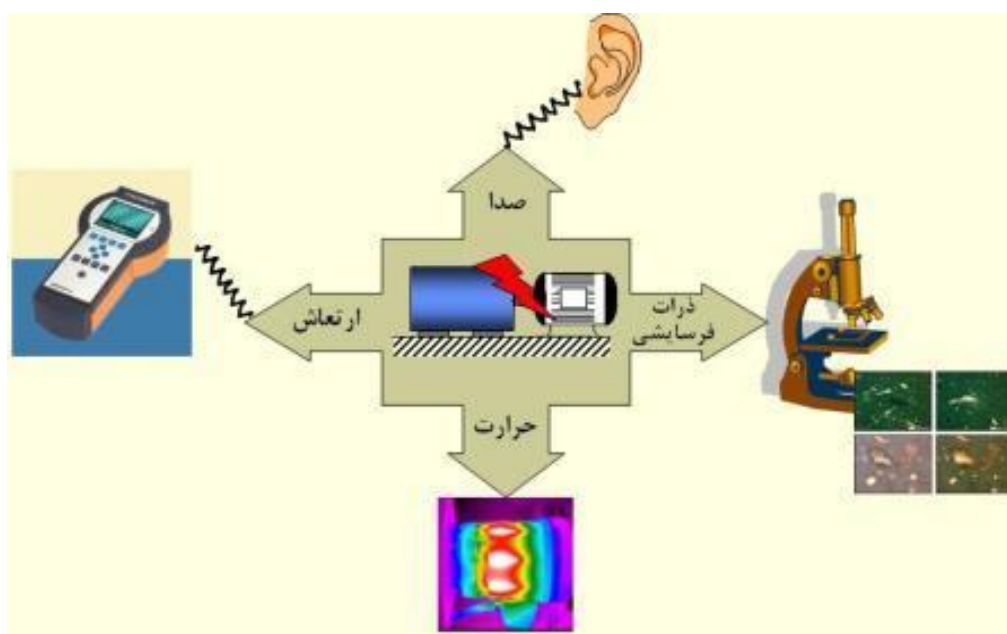 صدا
ارتعاش
ذرات
فرسایشی
حرارت